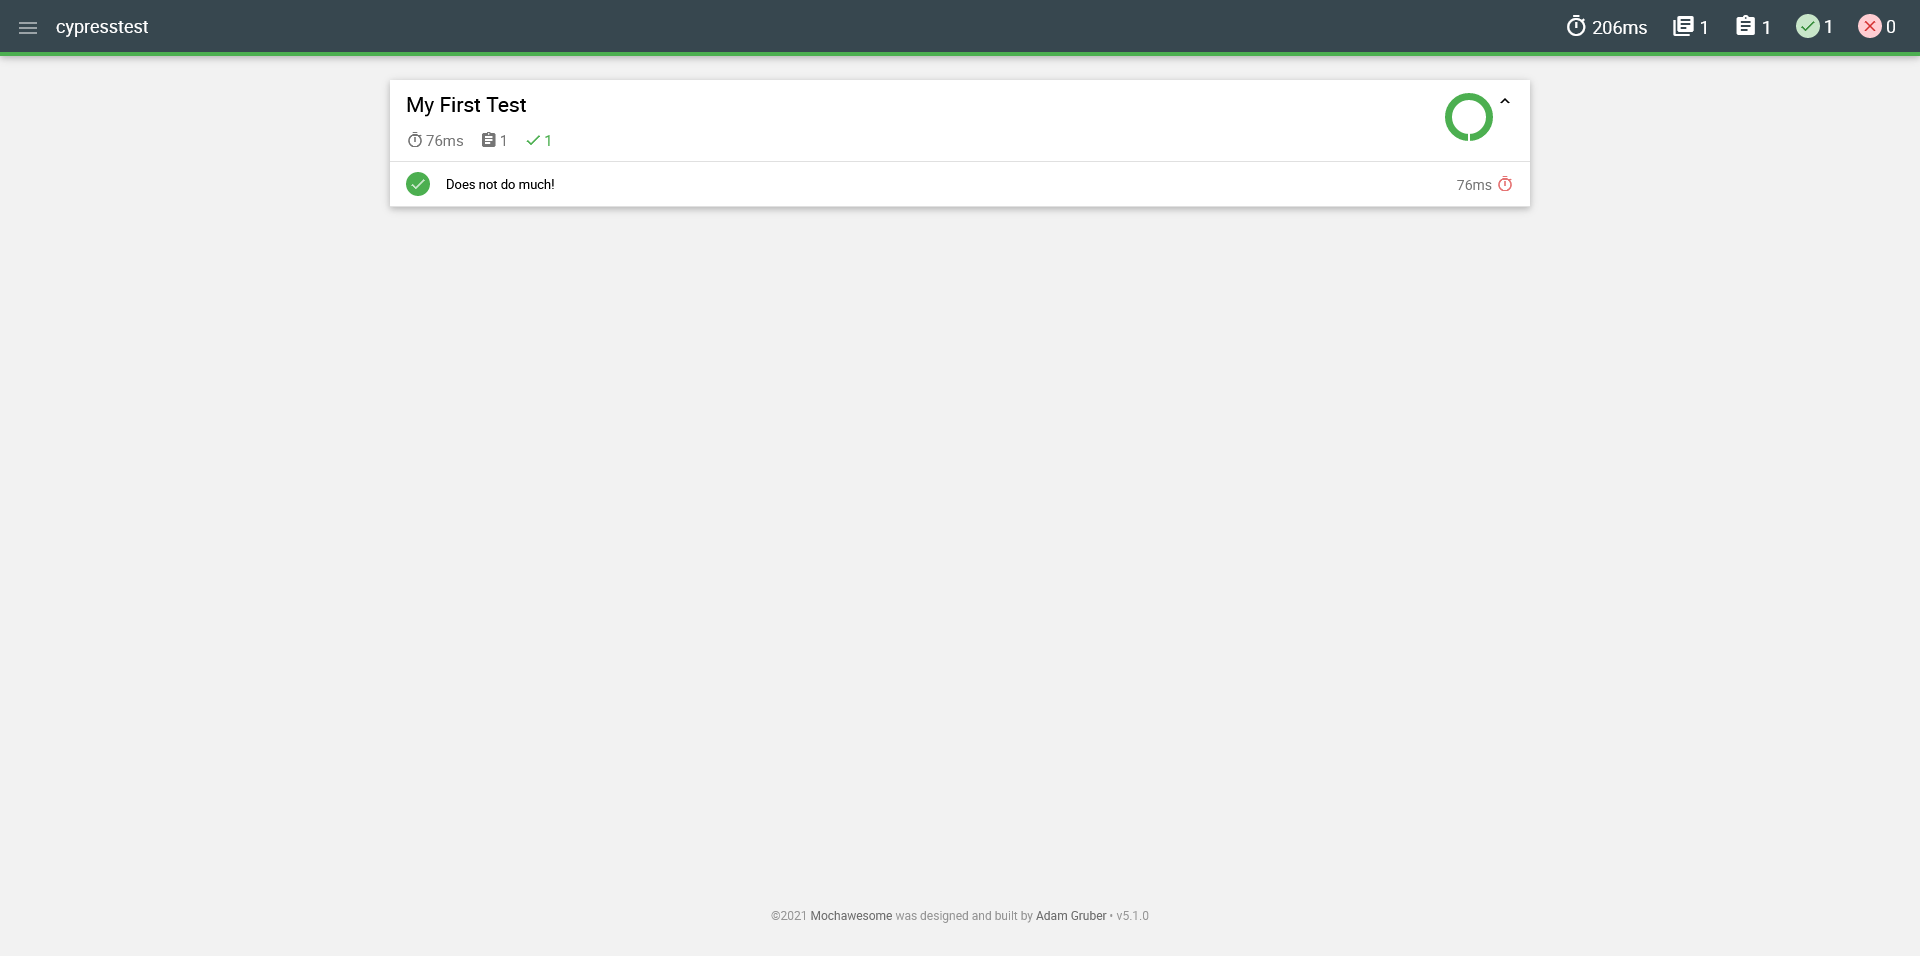 cypresstest
206ms 1 1 1 0
My First Test
76ms 1 1
Does not do much! 76ms
©2021 Mochawesome was designed and built by Adam Gruber • v5.1.0